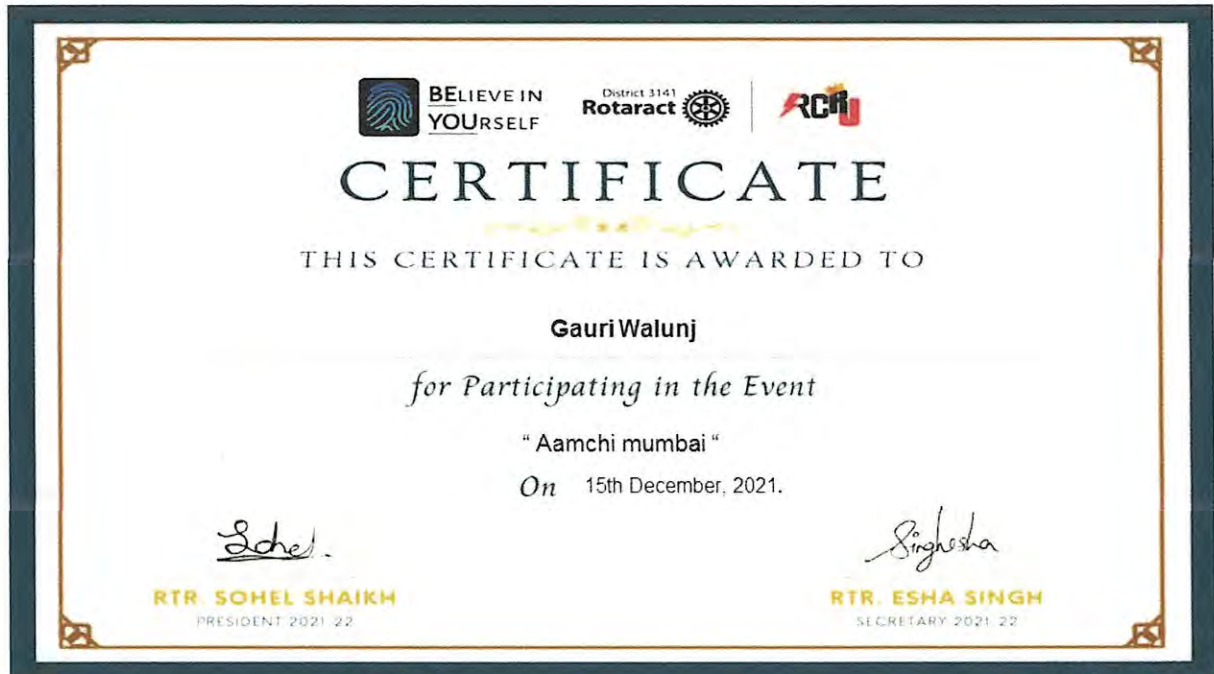 BELIEVE IN
YOURSELF
District 3141
Rotaract
RCRU
CERTIFICATE
THIS CERTIFICATE IS AWARDED TO
Gauri Walunj
for Participating in the Event
“ Aamchi mumbai “
On 15th December, 2021.
Sohel.
Singhesha
RTR. SOHEL SHAIKH
RTR. ESHA SINGH
PRESIDENT 2021-22
SECRETARY 2021-22